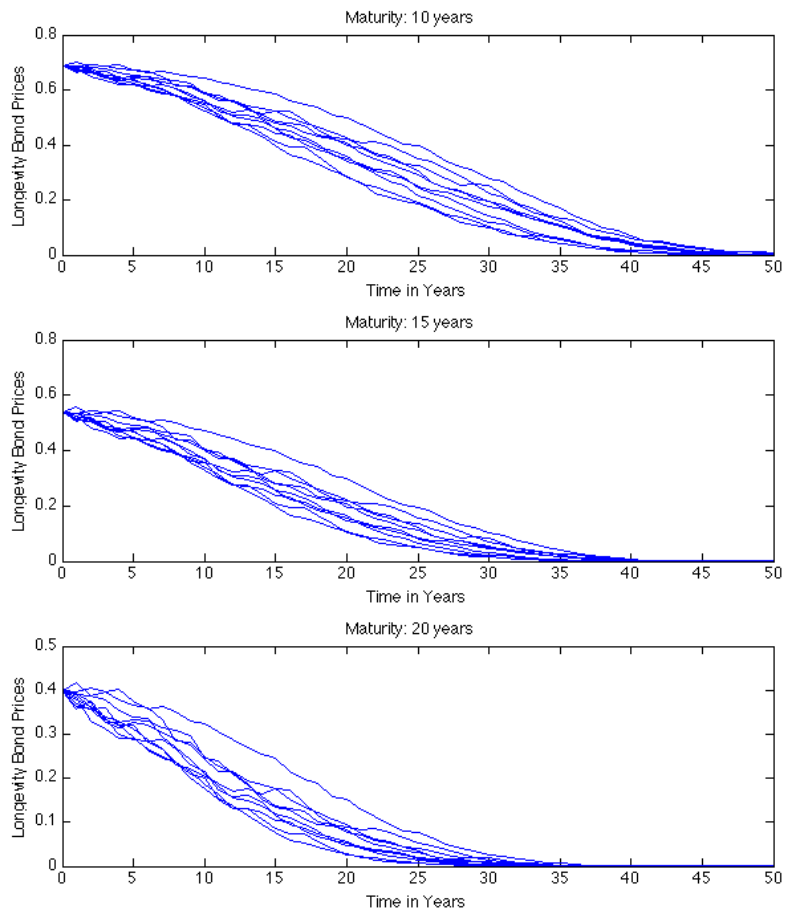 Maturity: 10 years
0.8
0.6
0.4
0.2
0
Longevity Bond Prices
0 5 10 15 20 25 30 35 40 45 50
Time in Years
Maturity: 15 years
0.8
0.6
0.4
0.2
0
Longevity Bond Prices
0 5 10 15 20 25 30 35 40 45 50
Time in Years
Maturity: 20 years
0.5
0.4
0.3
0.2
0.1
0
Longevity Bond Prices
0 5 10 15 20 25 30 35 40 45 50
Time in Years